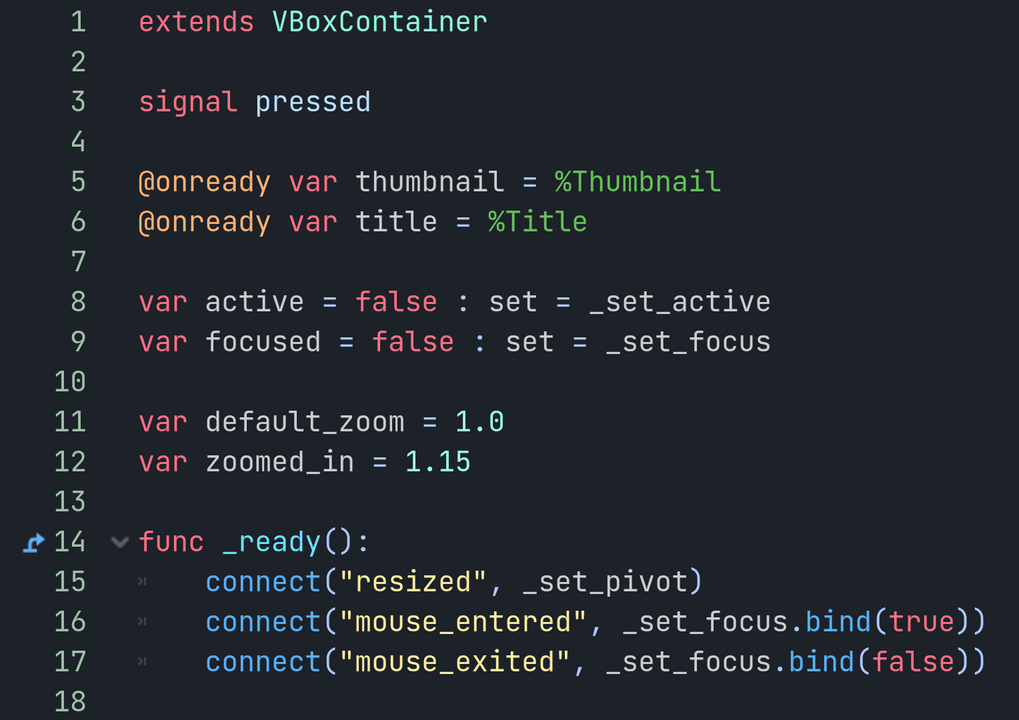 1 extends VBoxContainer
2
3 signal pressed
4
5 @onready var thumbnail = %Thumbnail
6 @onready var title = %Title
7
8 var active = false : set = _set_active
9 var focused = false : set = _set_focus
10
11 var default_zoom = 1.0
12 var zoomed_in = 1.15
13
14 func _ready():
15 connect("resized", _set_pivot)
16 connect("mouse_entered", _set_focus.bind(true))
17 connect("mouse_exited", _set_focus.bind(false))
18